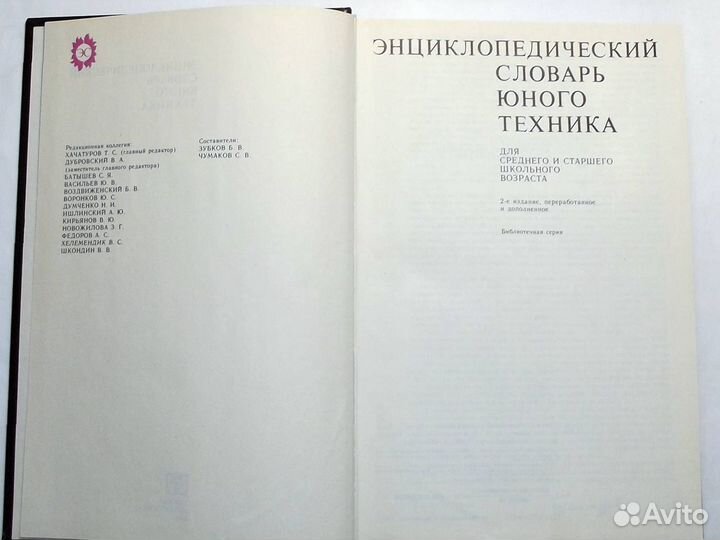 ЭС
Редакционная коллегия:
ХАЧАТУРОВ Т. С. (главный редактор)
ДУБРОВСКИЙ В. А.
(заместитель главного редактора)
БАТЫШЕВ С. Я.
ВАСИЛЬЕВ Ю. В.
ВОЗДВИЖЕНСКИЙ Б. В.
ВОРОНКОВ Ю. С.
ДУМЧЕНКО Н. И.
ИШЛИНСКИЙ А. Ю.
КИРЬЯНОВ В. Ю.
НОВОЖИЛОВА З. Г.
ФЕДОРОВ А. С.
ХЕЛЕМЕНДИК В. С.
ШКОНДИН В. В.
Составители:
ЗУБКОВ Б. В.
ЧУМАКОВ С. В.
ЭНЦИКЛОПЕДИЧЕСКИЙ
СЛОВАРЬ
ЮНОГО
ТЕХНИКА
ДЛЯ
СРЕДНЕГО И СТАРШЕГО
ШКОЛЬНОГО
ВОЗРАСТА
2-е издание, переработанное
и дополненное
Библиотечная серия
Avito